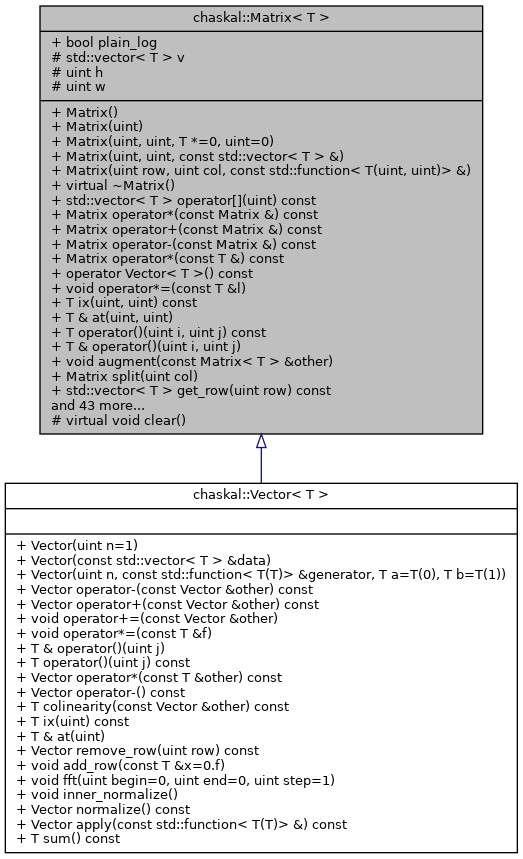 chaskal::Matrix< T >
+ bool plain_log
# std::vector< T > v
# uint h
# uint w
+ Matrix()
+ Matrix(uint)
+ Matrix(uint, uint, T *=0, uint=0)
+ Matrix(uint, uint, const std::vector< T > &)
+ Matrix(uint row, uint col, const std::function< T(uint, uint)> &)
+ virtual ~Matrix()
+ std::vector< T > operator[](uint) const
+ Matrix operator*(const Matrix &) const
+ Matrix operator+(const Matrix &) const
+ Matrix operator-(const Matrix &) const
+ Matrix operator*(const T &) const
+ operator Vector< T >() const
+ void operator*=(const T &l)
+ T ix(uint, uint) const
+ T & at(uint, uint)
+ T operator()(uint i, uint j) const
+ T & operator()(uint i, uint j)
+ void augment(const Matrix< T > &other)
+ Matrix split(uint col)
+ std::vector< T > get_row(uint row) const
and 43 more...
# virtual void clear()
chaskal::Vector< T >
+ Vector(uint n=1)
+ Vector(const std::vector< T > &data)
+ Vector(uint n, const std::function< T(T)> &generator, T a=T(0), T b=T(1))
+ Vector operator-(const Vector &other) const
+ Vector operator+(const Vector &other) const
+ void operator+=(const Vector &other)
+ void operator*=(const T &f)
+ T & operator()(uint j)
+ T operator()(uint j) const
+ Vector operator*(const T &other) const
+ Vector operator-() const
+ T colinearity(const Vector &other) const
+ T ix(uint) const
+ T & at(uint)
+ Vector remove_row(uint row) const
+ void add_row(const T &x=0.f)
+ void fft(uint begin=0, uint end=0, uint step=1)
+ void inner_normalize()
+ Vector normalize() const
+ Vector apply(const std::function< T(T)> &) const
+ T sum() const